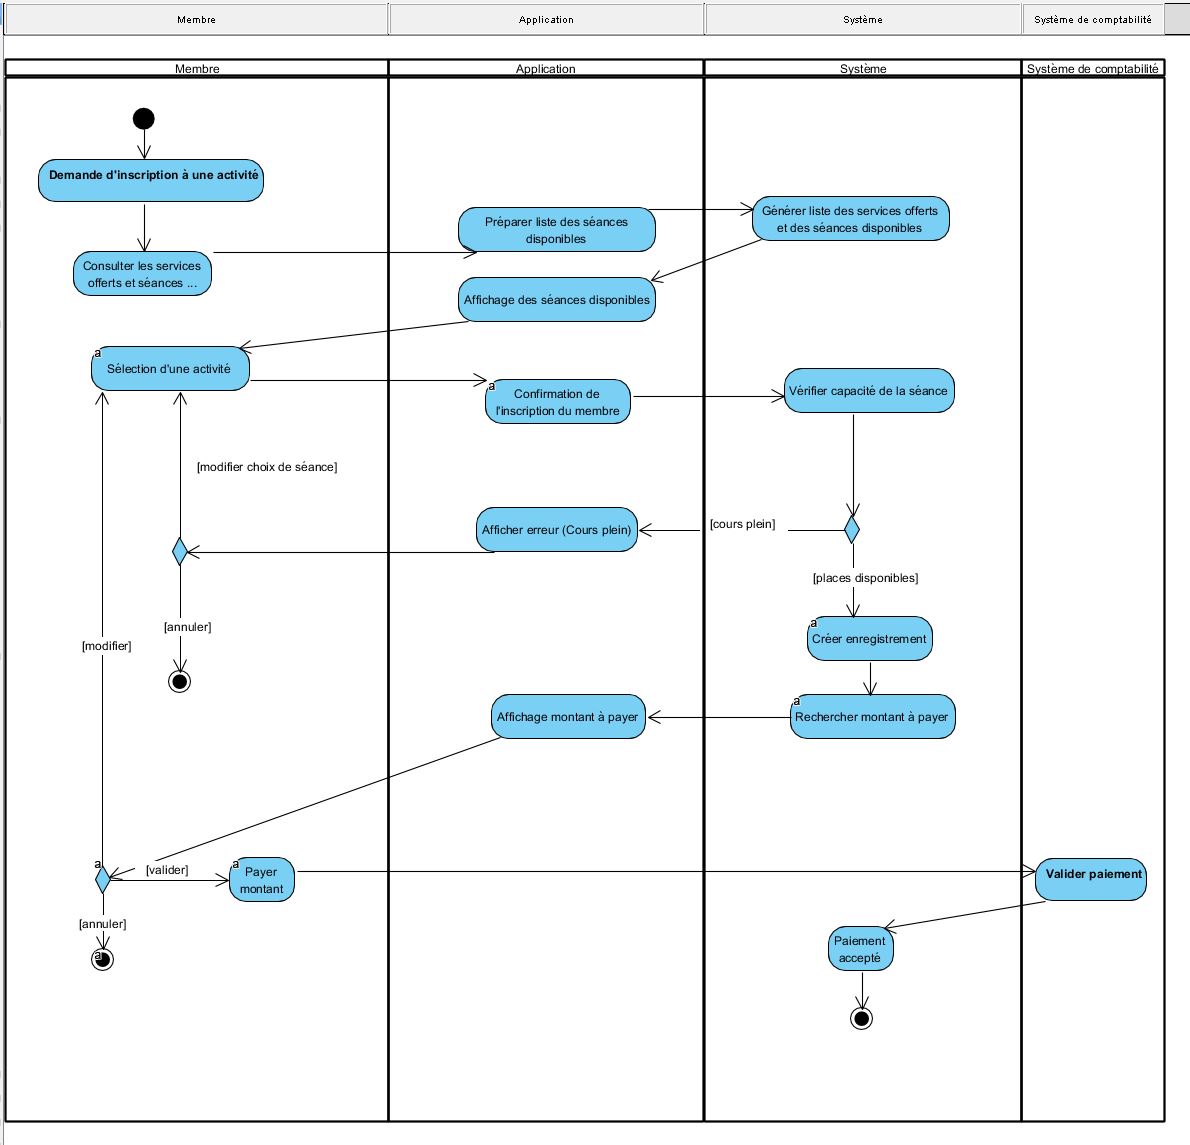 Membre
Application
Système
Système de comptabilité
Membre
Application
Système
Système de comptabilité
Demande d'inscription à une activité
Préparer liste des séances
disponibles
Générer liste des services offerts
et des séances disponibles
Consulter les services
offerts et séances ...
Affichage des séances disponibles
a
Sélection d'une activité
a
Confirmation de
l'inscription du membre
Vérifier capacité de la séance
[modifier choix de séance]
Afficher erreur (Cours plein)
[cours plein]
[places disponibles]
[annuler]
a
Créer enregistrement
[modifier]
Affichage montant à payer
a
Rechercher montant à payer
a
[valider]
a
Payer
montant
Valider paiement
[annuler]
a
Paiement
accepté